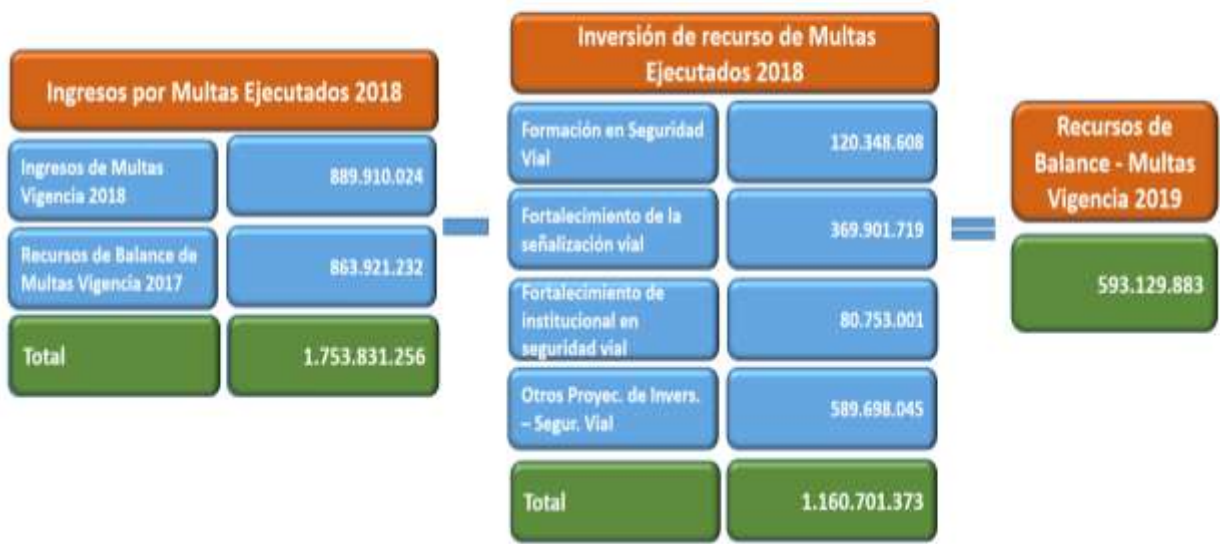 Ingresos por Multas Ejecutados 2018
Ingresos de Multas
Vigencia 2018
889.910.024
Recursos de Balance de
Multas Vigencia 2017
863.921.232
Total
1.753.831.256
Inversión de recurso de Multas
Ejecutados 2018
Formación en Seguridad
Vial
120.348.608
Fortalecimiento de la
señalización vial
369.901.719
Fortalecimiento de
institucional en
seguridad vial
80.753.001
Otros Proyec. de Invers.
– Segur. Vial
589.698.045
Total
1.160.701.373
Recursos de
Balance - Multas
Vigencia 2019
593.129.883